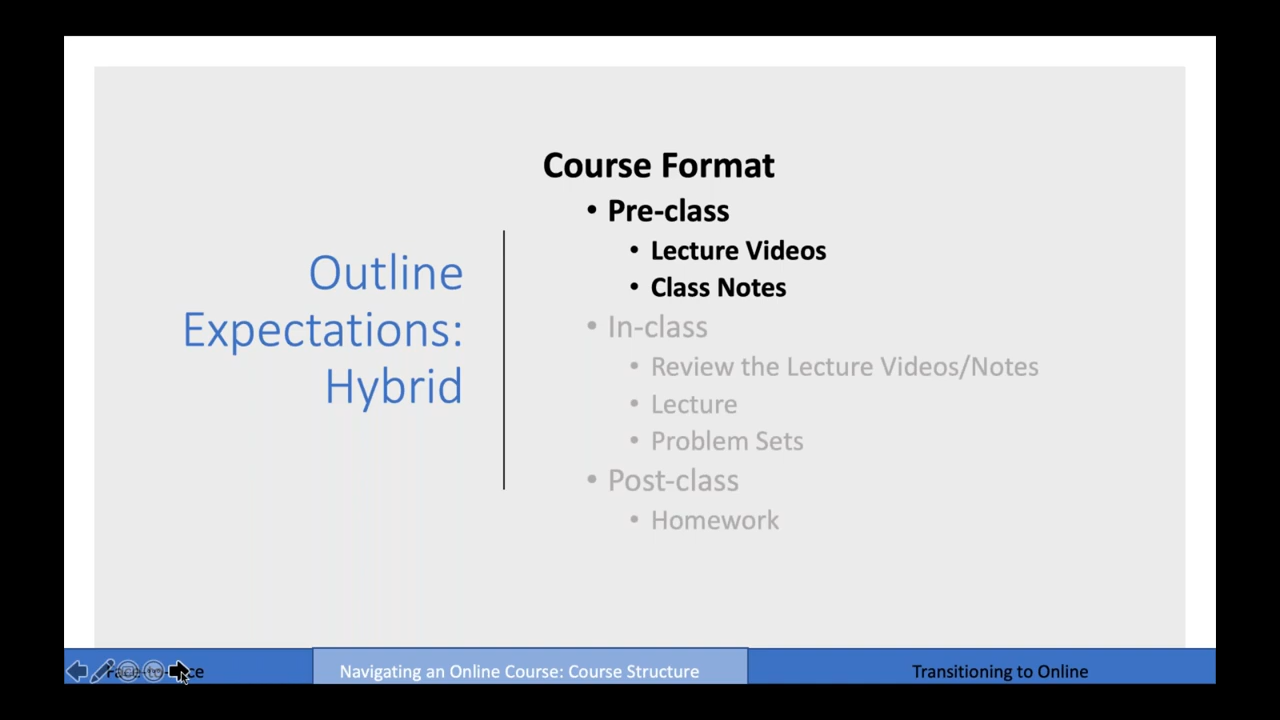 Outline
Expectations:
Hybrid
Course Format
• Pre-class
• Lecture Videos
• Class Notes
• In-class
• Review the Lecture Videos/Notes
• Lecture
• Problem Sets
• Post-class
• Homework
Navigating an Online Course: Course Structure
Transitioning to Online